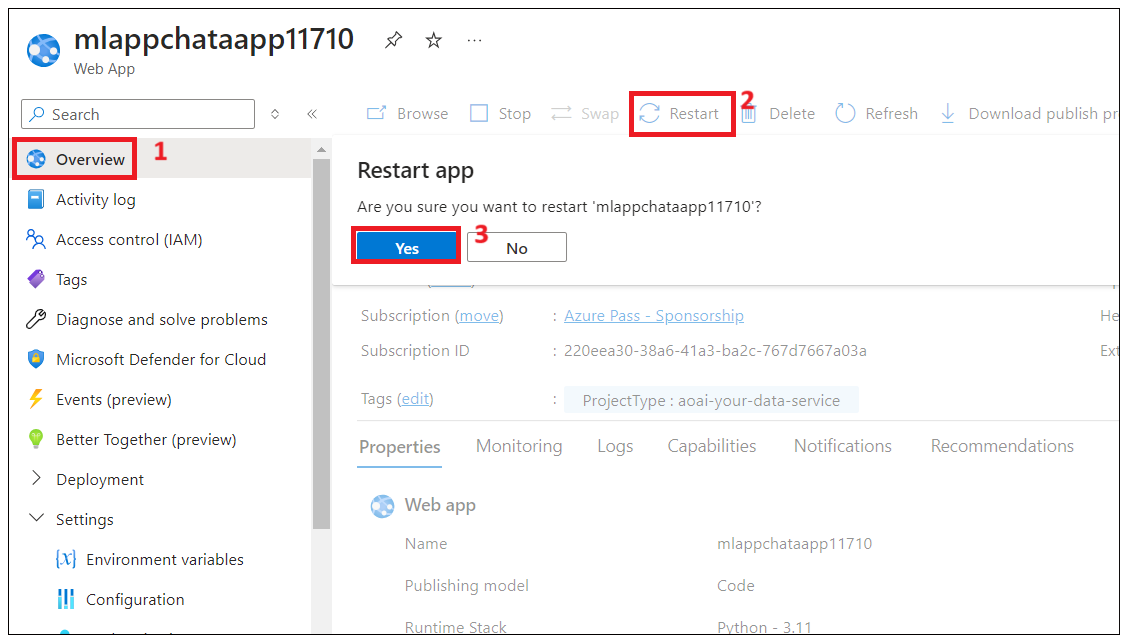 mlappchataapp11710
Web App
Search
Browse Stop Swap Restart 2 Delete Refresh Download publish pr
Overview 1
Activity log
Access control (IAM)
Tags
Diagnose and solve problems
Microsoft Defender for Cloud
Events (preview)
Better Together (preview)
Deployment
Settings
Environment variables
Configuration
Restart app
Are you sure you want to restart 'mlappchataapp11710'?
Yes 3 No
Subscription (move) : Azure Pass - Sponsorship He
Subscription ID : 220eea30-38a6-41a3-ba2c-767d7667a03a Ext
Tags (edit) : ProjectType : aoai-your-data-service
Properties Monitoring Logs Capabilities Notifications Recommendations
Web app
Name mlappchataapp11710
Publishing model Code
Runtime Stack Python - 3.11